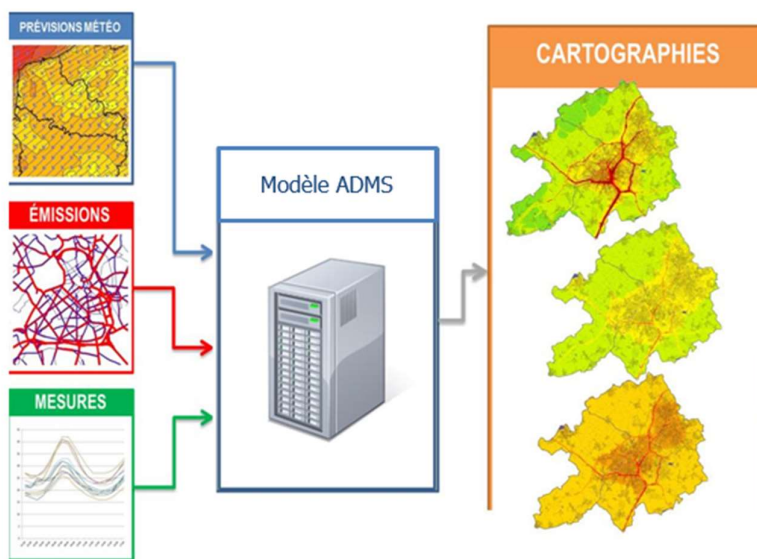 PRÉVISIONS MÉTÉO
ÉMISSIONS
MESURES
Modèle ADMS
CARTOGRAPHIES